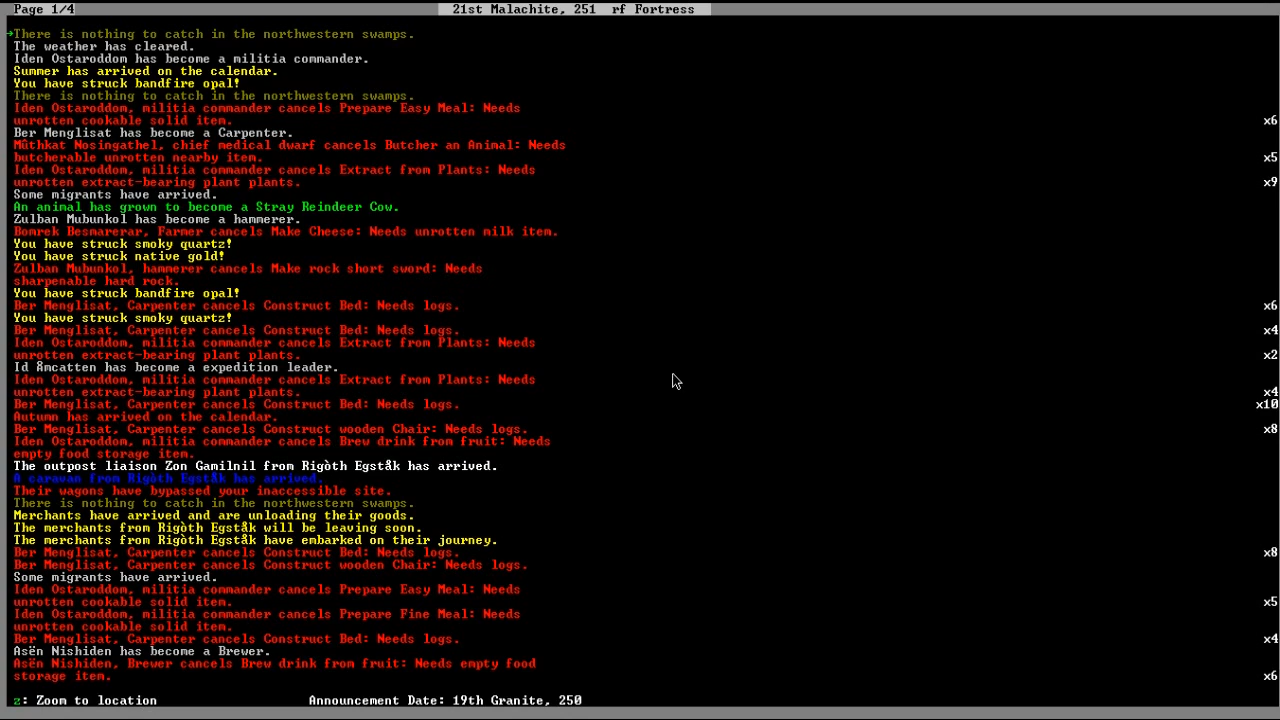 Page 1/4 21st Malachite, 251 rf Fortress
There is nothing to catch in the northwestern swamps.
The weather has cleared.
Iden Ostaroddom has become a militia commander.
Summer has arrived on the calendar.
You have struck bandfire opal!
There is nothing to catch in the northwestern swamps.
Iden Ostaroddom, militia commander cancels Prepare Easy Meal: Needs
unrotten cookable solid item. x6
Ber Menglisat has become a Carpenter.
Mûthkat Nosingathel, chief medical dwarf cancels Butcher an Animal: Needs
butcherable unrotten nearby item. x5
Iden Ostaroddom, militia commander cancels Extract from Plants: Needs
unrotten extract-bearing plant plants. x9
Some migrants have arrived.
An animal has grown to become a Stray Reindeer Cow.
Zulban Mubunkol has become a hammerer.
Bomrek Besmarerar, Farmer cancels Make Cheese: Needs unrotten milk item.
You have struck smoky quartz!
You have struck native gold!
Zulban Mubunkol, hammerer cancels Make rock short sword: Needs
sharpenable hard rock.
You have struck bandfire opal!
Ber Menglisat, Carpenter cancels Construct Bed: Needs logs. x6
You have struck smoky quartz!
Ber Menglisat, Carpenter cancels Construct Bed: Needs logs. x4
Iden Ostaroddom, militia commander cancels Extract from Plants: Needs
unrotten extract-bearing plant plants. x2
Id Åmcatten has become a expedition leader.
Iden Ostaroddom, militia commander cancels Extract from Plants: Needs
unrotten extract-bearing plant plants. x4
Ber Menglisat, Carpenter cancels Construct Bed: Needs logs. x10
Autumn has arrived on the calendar.
Ber Menglisat, Carpenter cancels Construct wooden Chair: Needs logs. x8
Iden Ostaroddom, militia commander cancels Brew drink from fruit: Needs
empty food storage item.
The outpost liaison Zon Gamilnil from Rigòth Egståk has arrived.
A caravan from Rigòth Egståk has arrived.
Their wagons have bypassed your inaccessible site.
There is nothing to catch in the northwestern swamps.
Merchants have arrived and are unloading their goods.
The merchants from Rigòth Egståk will be leaving soon.
The merchants from Rigòth Egståk have embarked on their journey.
Ber Menglisat, Carpenter cancels Construct Bed: Needs logs. x8
Ber Menglisat, Carpenter cancels Construct wooden Chair: Needs logs.
Some migrants have arrived.
Iden Ostaroddom, militia commander cancels Prepare Easy Meal: Needs
unrotten cookable solid item. x5
Iden Ostaroddom, militia commander cancels Prepare Fine Meal: Needs
unrotten cookable solid item.
Ber Menglisat, Carpenter cancels Construct Bed: Needs logs. x4
Asën Nishiden has become a Brewer.
Asën Nishiden, Brewer cancels Brew drink from fruit: Needs empty food
storage item. x6
z: Zoom to location Announcement Date: 19th Granite, 250